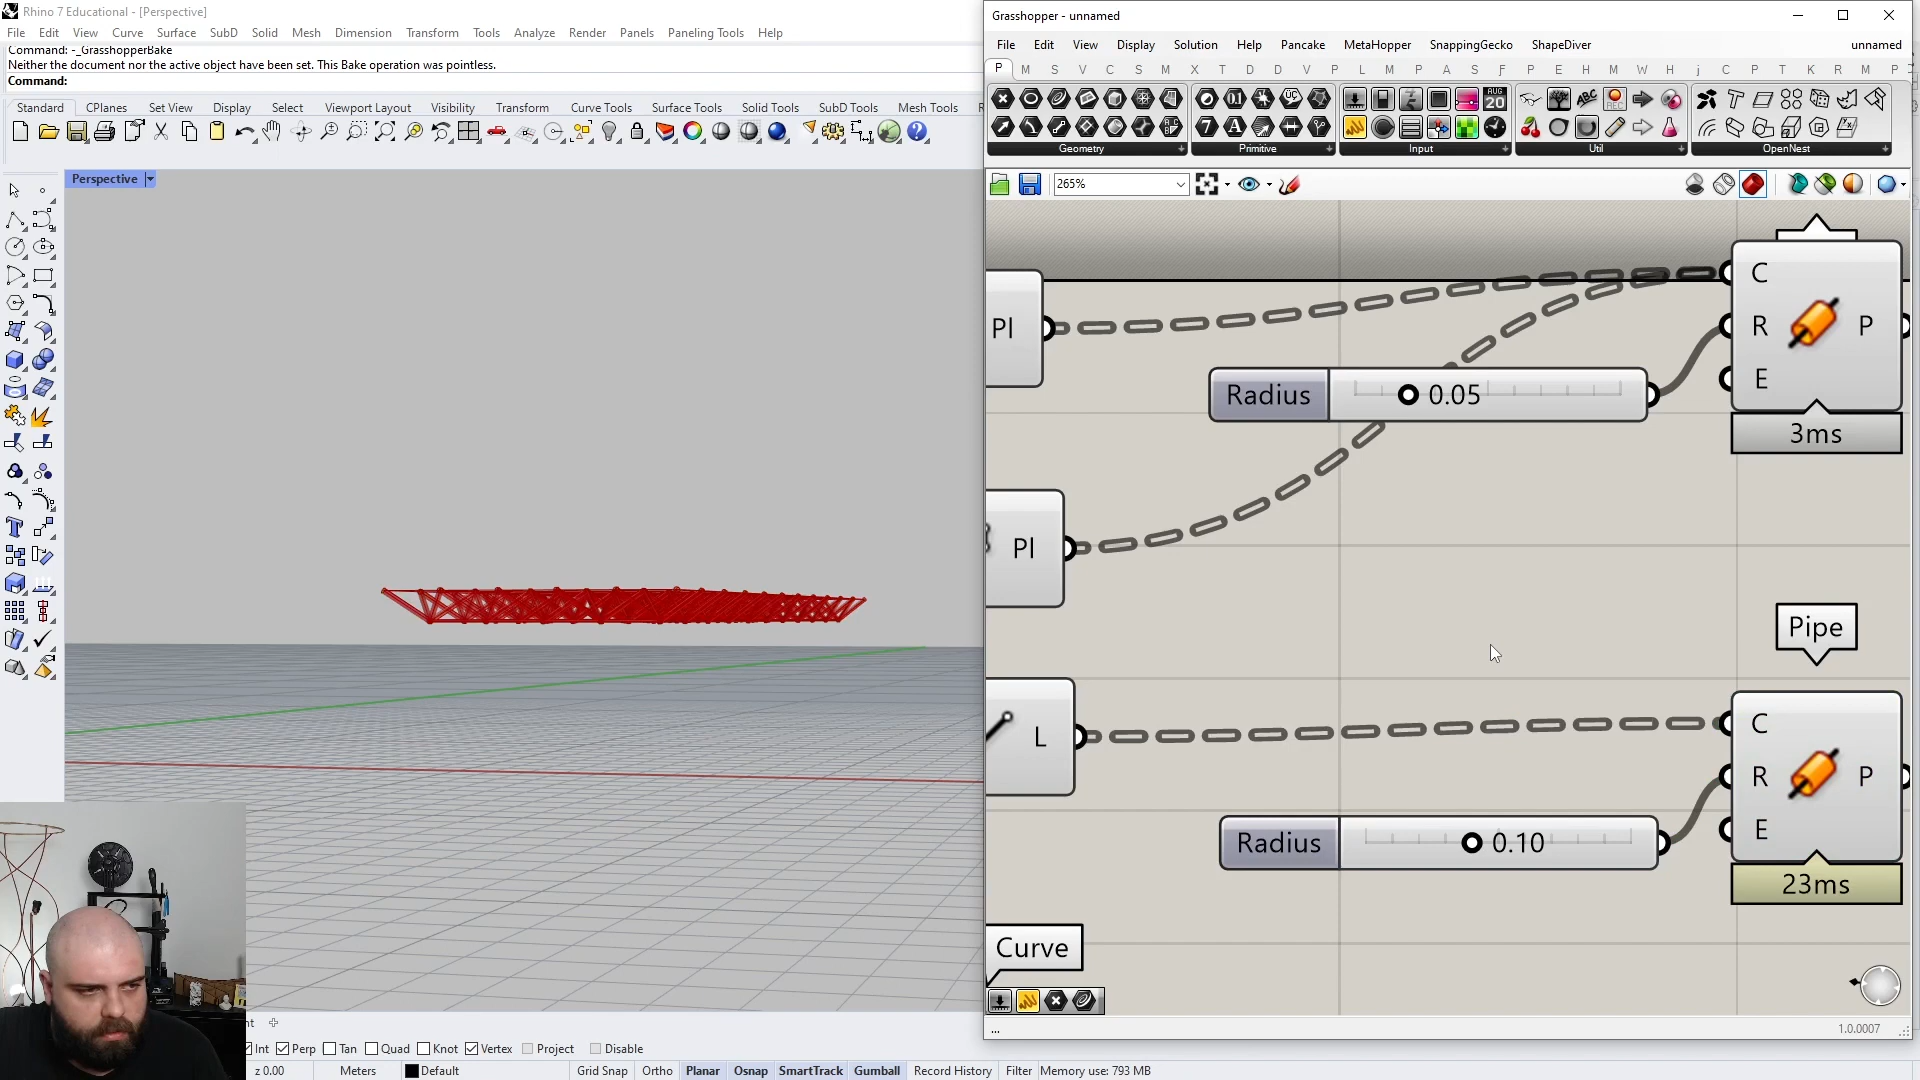 Rhino 7 Educational - [Perspective]
File Edit View Curve Surface SubD Solid Mesh Dimension Transform Tools Analyze Render Panels Paneling Tools Help
Command: -_GrasshopperBake
Neither the document nor the active object have been set. This Bake operation was pointless.
Command:
Standard CPlanes Set View Display Select Viewport Layout Visibility Transform Curve Tools Surface Tools Solid Tools SubD Tools Mesh Tools
Perspective
Int Perp Tan Quad Knot Vertex Project Disable
z 0.00 Meters Default Grid Snap Ortho Planar Osnap SmartTrack Gumball Record History Filter Memory use: 793 MB
Grasshopper - unnamed
File Edit View Display Solution Help Pancake MetaHopper SnappingGecko ShapeDiver unnamed
P M S V C S M X T D D V P L M P A S F P E H M W H j C P T K R M P
Geometry Primitive Input Util OpenNest
265%
Pl
C
R
E
P
Radius 0.05
3ms
Pl
Pipe
L
C
R
E
P
Radius 0.10
23ms
Curve
...
1.0.0007